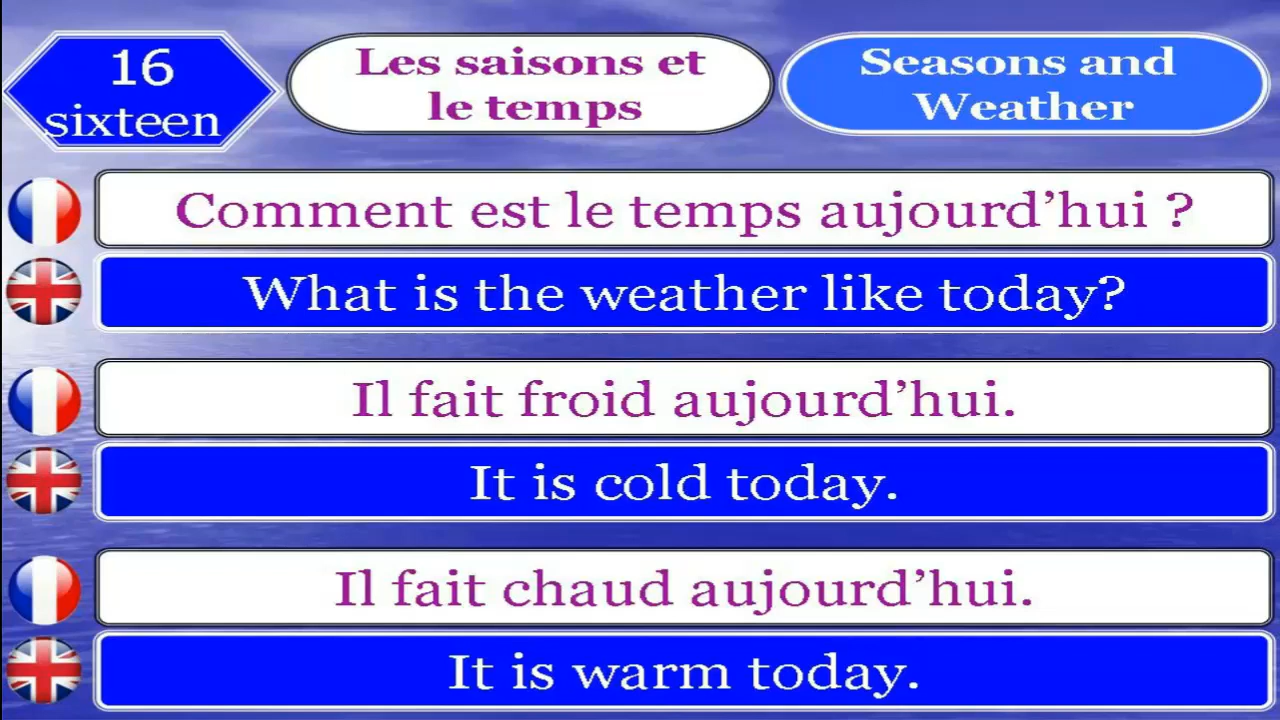 16
sixteen
Les saisons et
le temps
Seasons and
Weather
Comment est le temps aujourd’hui ?
What is the weather like today?
Il fait froid aujourd’hui.
It is cold today.
Il fait chaud aujourd’hui.
It is warm today.